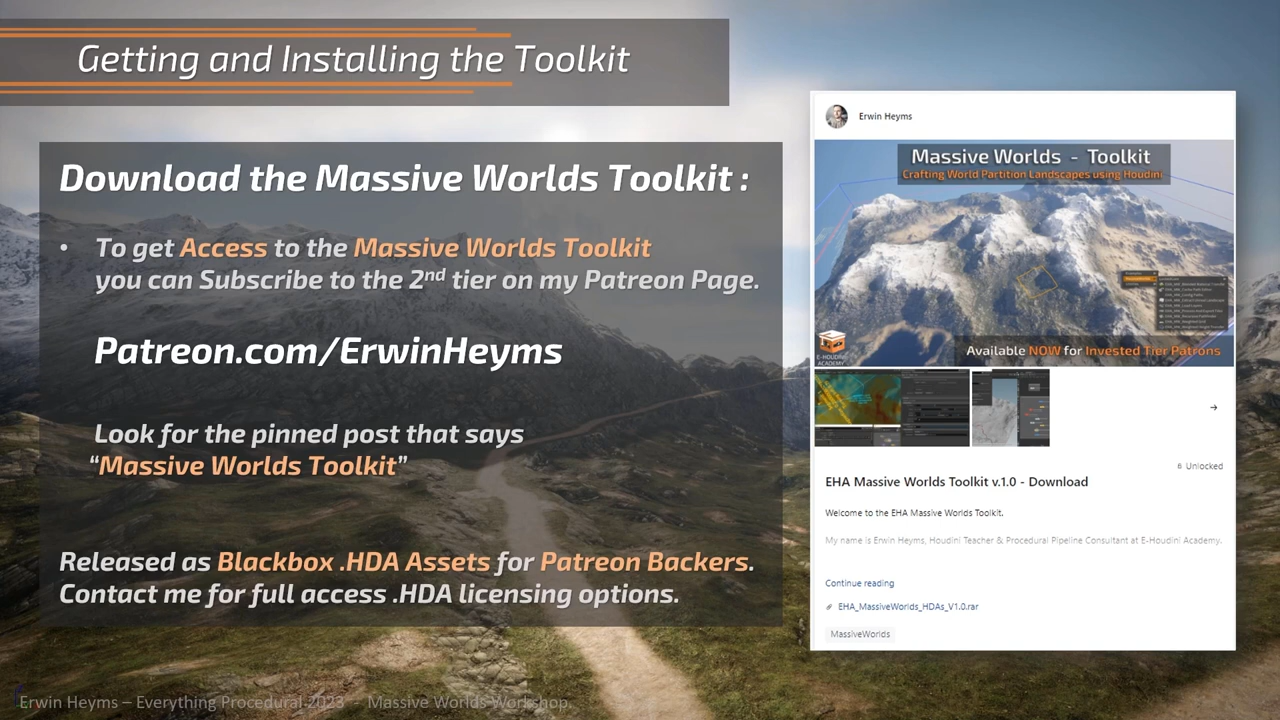 Getting and Installing the Toolkit
Download the Massive Worlds Toolkit :
• To get Access to the Massive Worlds Toolkit
you can Subscribe to the 2nd tier on my Patreon Page.
Patreon.com/ErwinHeyms
Look for the pinned post that says
“Massive Worlds Toolkit”
Released as Blackbox .HDA Assets for Patreon Backers.
Contact me for full access .HDA licensing options.
Erwin Heyms – Everything Procedural 2023 - Massive Worlds Workshop.
Erwin Heyms
Massive Worlds - Toolkit
Crafting World Partition Landscapes using Houdini
E-HOUDINI
ACADEMY
Available NOW for Invested Tier Patrons
Unlocked
EHA Massive Worlds Toolkit v.1.0 - Download
Welcome to the EHA Massive Worlds Toolkit.
My name is Erwin Heyms, Houdini Teacher & Procedural Pipeline Consultant at E-Houdini Academy.
Continue reading
EHA_MassiveWorlds_HDAs_V1.0.rar
MassiveWorlds